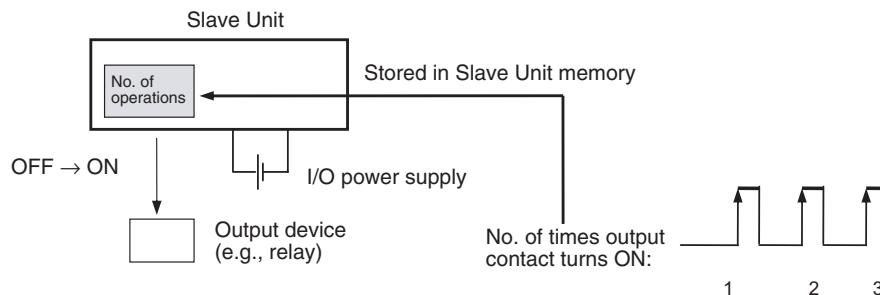 Slave Unit
No. of
operations
Stored in Slave Unit memory
OFF → ON
I/O power supply
Output device
(e.g., relay)
No. of times output
contact turns ON:
1 2 3